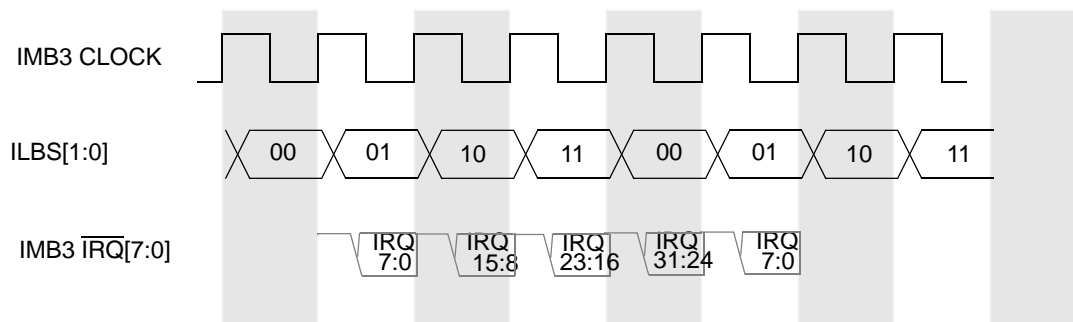 IMB3 CLOCK
ILBS[1:0] 00 01 10 11 00 01 10 11
IMB3 IRQ[7:0] IRQ IRQ IRQ IRQ IRQ
7:0 15:8 23:16 31:24 7:0